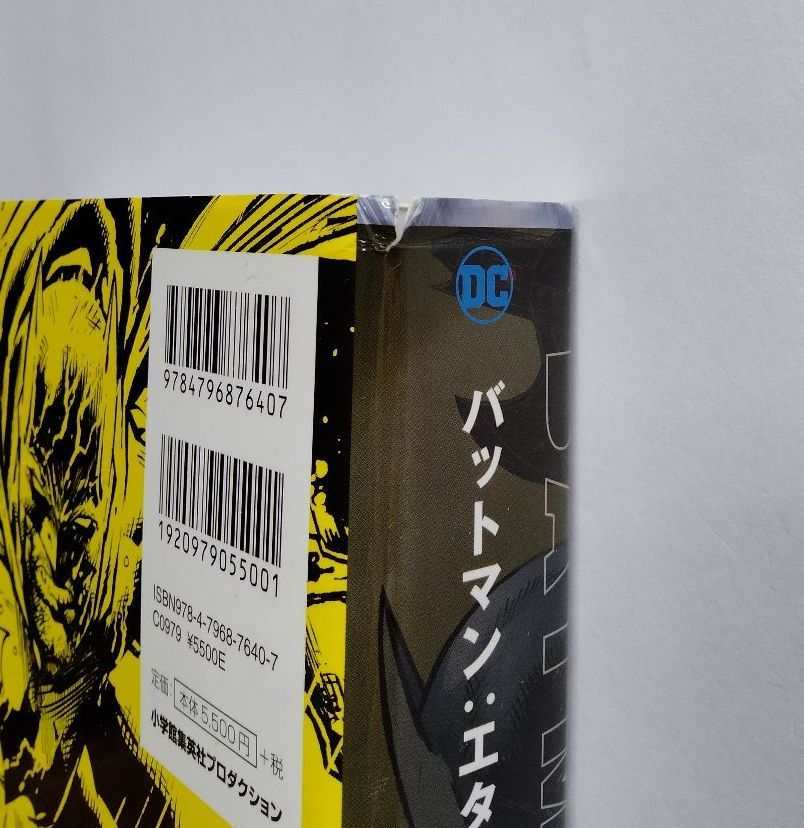 9784796876407
1920979055001
ISBN978-4-7968-7640-7
C0979 ¥5500E
定価:本体5,500円+税
小学館集英社プロダクション
DC
バットマン:エタ